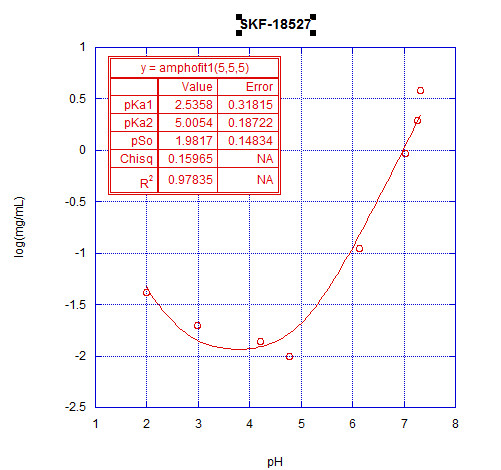 SKF-18527
y = amphofit1(5,5,5)
Value Error
pKa1 2.5358 0.31815
pKa2 5.0054 0.18722
pSo 1.9817 0.14834
Chisq 0.15965 NA
R2 0.97835 NA
1
0.5
0
-0.5
-1
-1.5
-2
-2.5
log(mg/mL)
1 2 3 4 5 6 7 8
pH